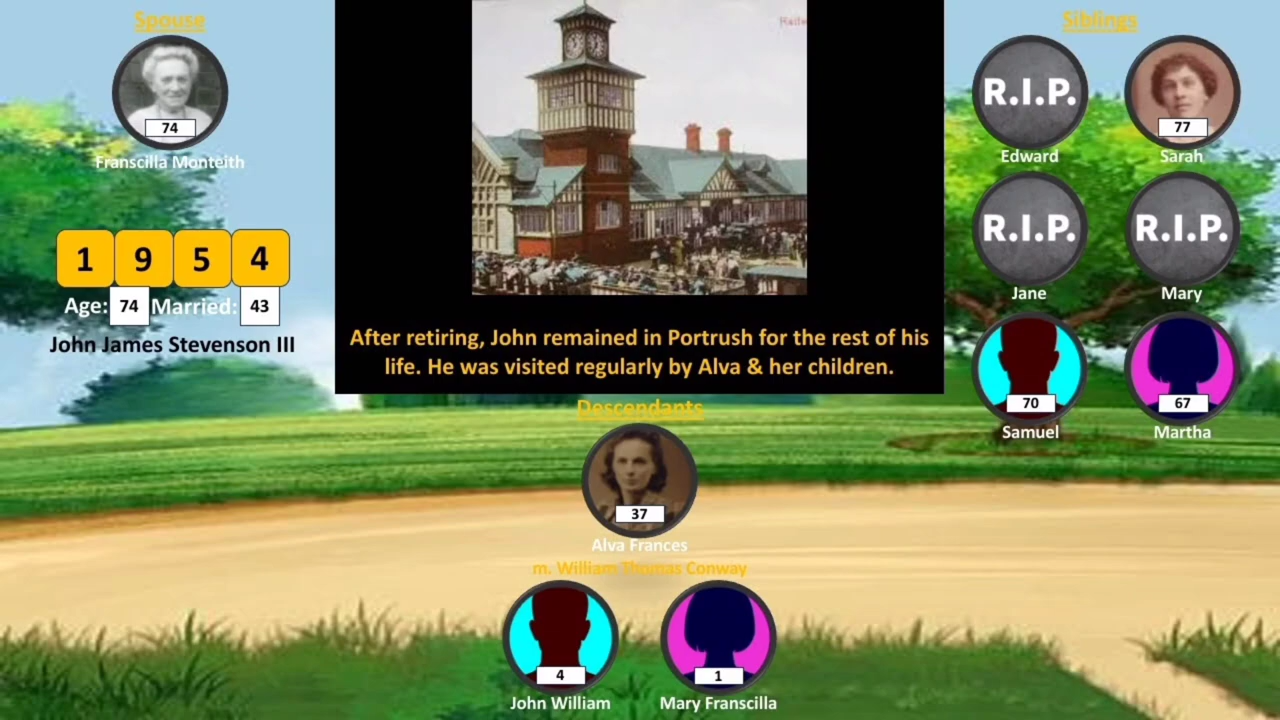 Spouse
74
Franscilla Monteith
1 9 5 4
Age: 74 Married: 43
John James Stevenson III
After retiring, John remained in Portrush for the rest of his
life. He was visited regularly by Alva & her children.
Siblings
R.I.P.
Edward
77
Sarah
R.I.P.
Jane
R.I.P.
Mary
70
Samuel
67
Martha
Descendants
37
Alva Frances
m. William Thomas Conway
4
John William
1
Mary Franscilla